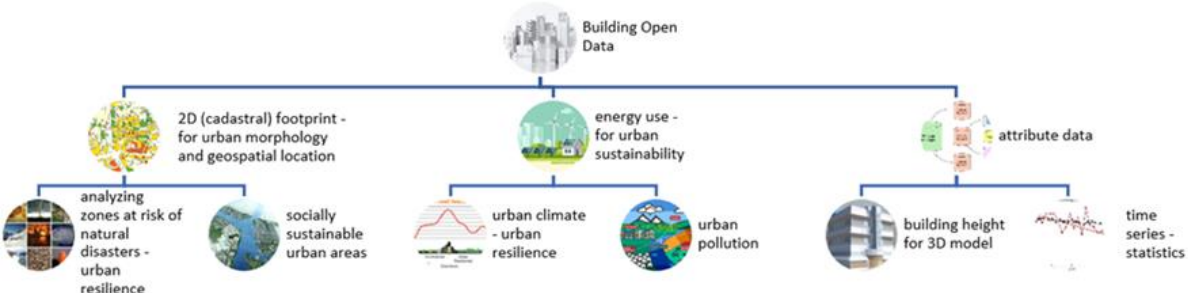 Building Open
Data
2D (cadastral) footprint -
for urban morphology
and geospatial location
energy use -
for urban
sustainability
attribute data
analyzing
zones at risk of
natural
disasters -
urban
resilience
socially
sustainable
urban areas
urban climate
- urban
resilience
urban
pollution
building height
for 3D model
time
series -
statistics